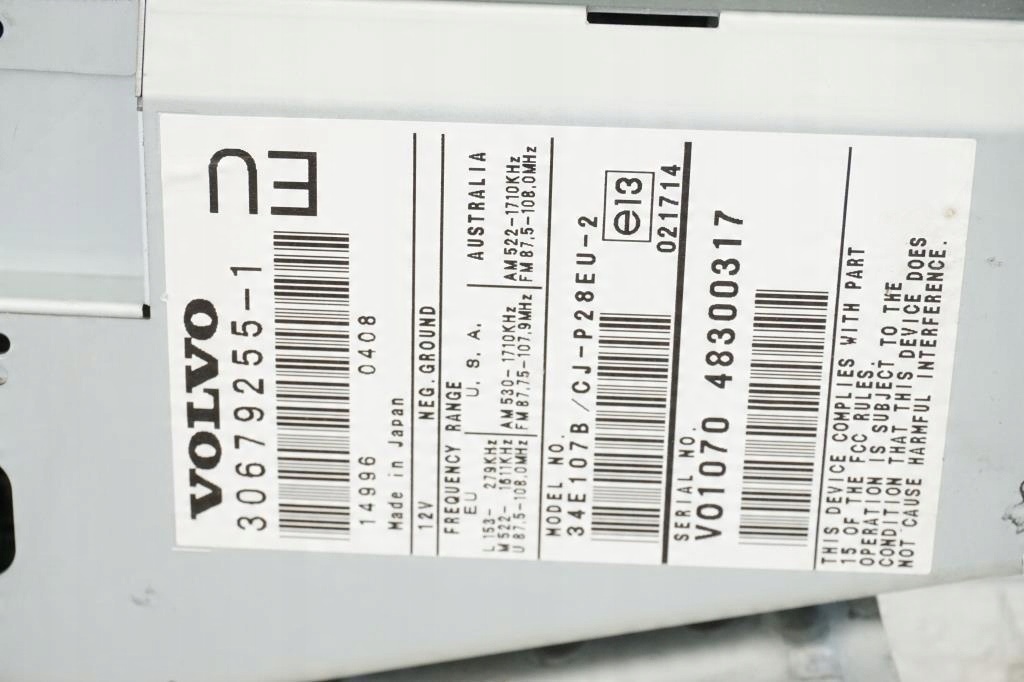 VOLVO
30679255-1
U
E
14996 0408
Made in Japan
12V NEG.GROUND
FREQUENCY RANGE
EU U. S A. AUSTRALIA
L 153- 279KHz AM 530-1710KHz AM 522-1710KHz
M 522- 1611KHz FM 87,75-107,9MHz FM 87,5-108,0MHz
U 87,5-108,0MHz
MODEL NO.
34E107B/CJ-P28EU-2
e13
021714
SERIAL NO.
V01070 48300317
THIS DEVICE COMPLIES WITH PART
15 OF THE FCC RULES.
OPERATION IS SUBJECT TO THE
CONDITION THAT THIS DEVICE DOES
NOT CAUSE HARMFUL INTERFERENCE.